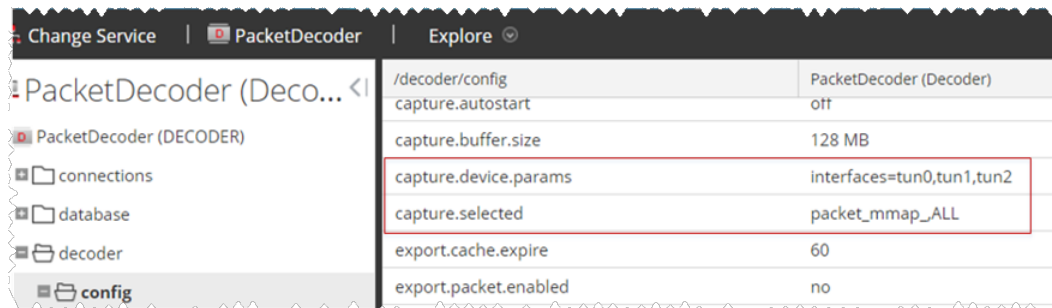 Change Service | D PacketDecoder | Explore
PacketDecoder (Deco...
D PacketDecoder (DECODER)
connections
database
decoder
config
/decoder/config PacketDecoder (Decoder)
capture.autostart off
capture.buffer.size 128 MB
capture.device.params interfaces=tun0,tun1,tun2
capture.selected packet_mmap_,ALL
export.cache.expire 60
export.packet.enabled no